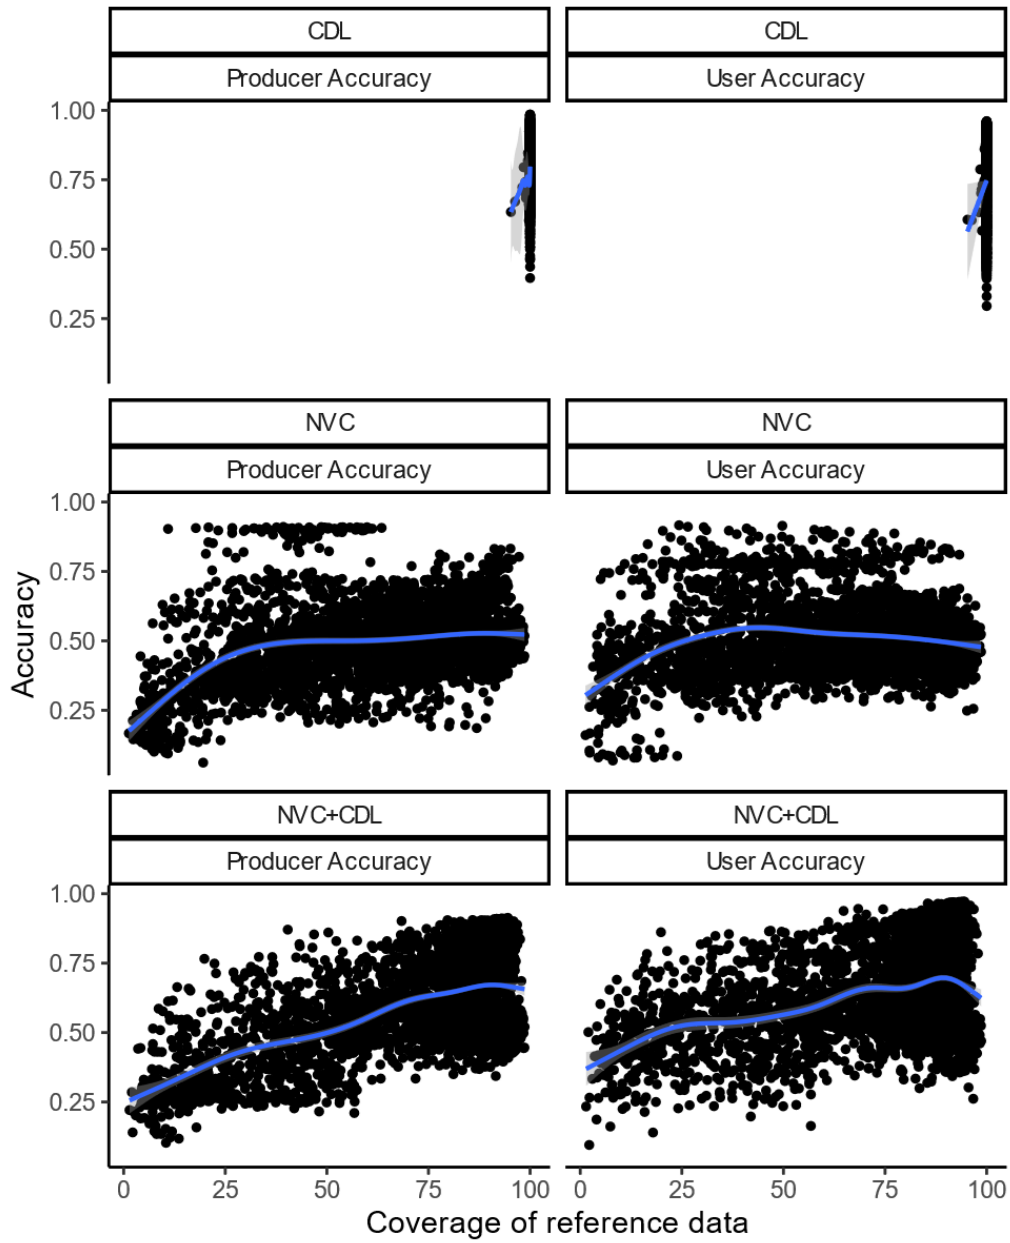 CDL CDL
Producer Accuracy User Accuracy
1.00
0.75
0.50
0.25
NVC NVC
Producer Accuracy User Accuracy
1.00
0.75
0.50
0.25
Accuracy
NVC+CDL NVC+CDL
Producer Accuracy User Accuracy
1.00
0.75
0.50
0.25
0 25 50 75 100 0 25 50 75 100
Coverage of reference data